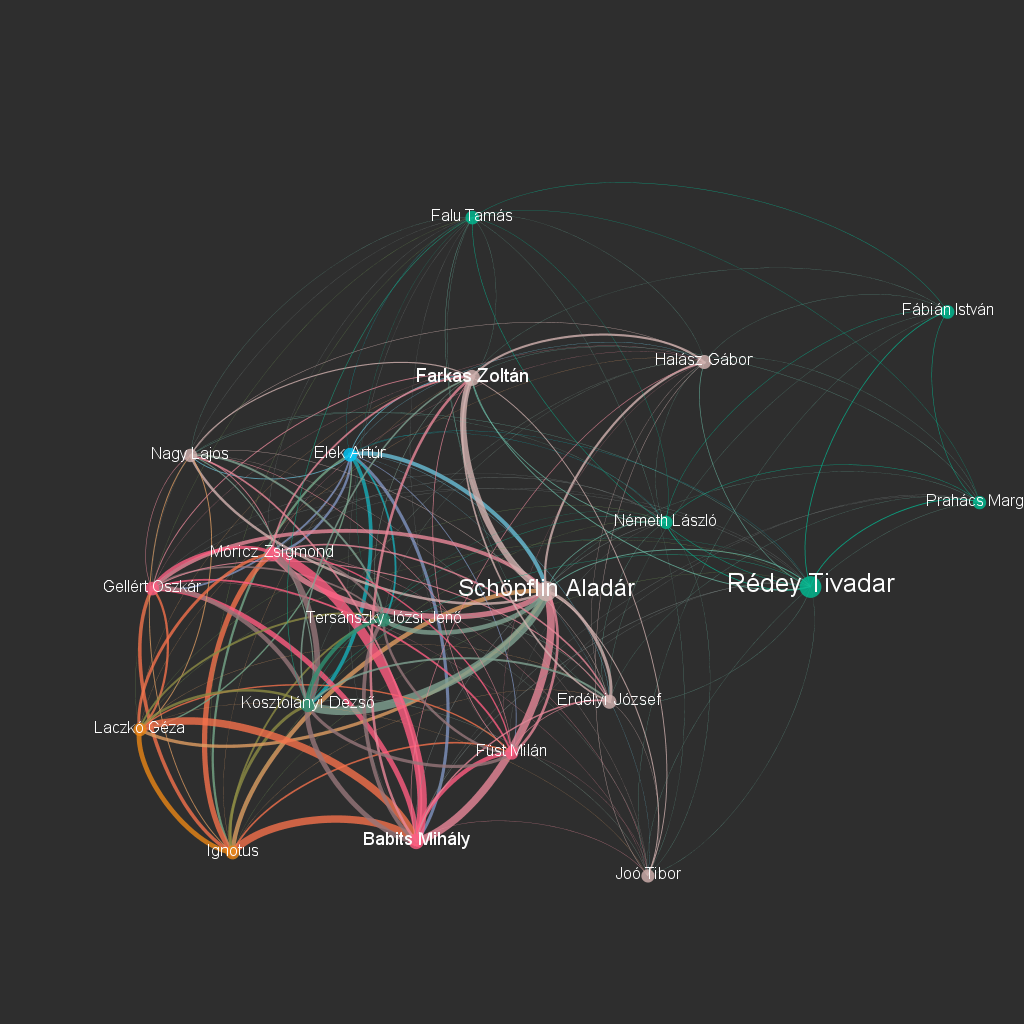 Falu Tamás
Fábián István
Halász Gábor
Farkas Zoltán
Nagy Lajos
Elek Artúr
Prahács Marg
Németh László
Móricz Zsigmond
Gellért Oszkár
Schöpflin Aladár
Rédey Tivadar
Tersánszky Józsi Jenő
Kosztolányi Dezső
Erdélyi József
Laczkó Géza
Füst Milán
Babits Mihály
Ignotus
Joó Tibor